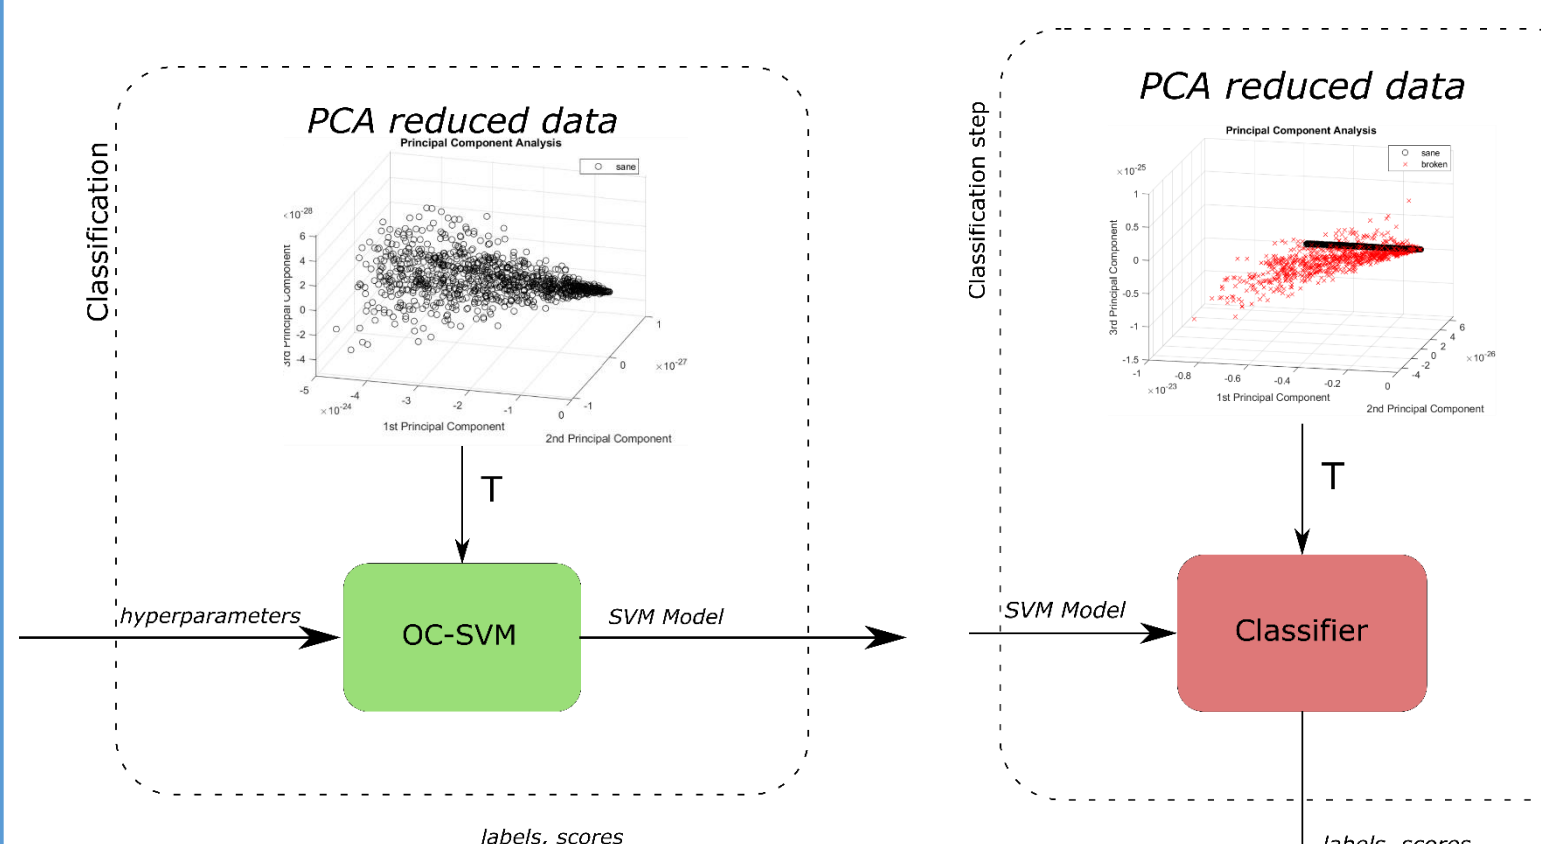 Classification
PCA reduced data
Principal Component Analysis
sane
×10⁻²⁸
6
4
2
0
-2
-4
3rd Principal Component
-5
-4
-3
-2
-1
0
×10⁻²⁴
1st Principal Component
-1
0
1
×10⁻²⁷
2nd Principal Component
T
hyperparameters
OC-SVM
SVM Model
labels, scores
Classification step
PCA reduced data
Principal Component Analysis
sane
broken
×10⁻²⁵
1
0.5
0
-0.5
-1
-1.5
3rd Principal Component
-1
-0.8
-0.6
-0.4
-0.2
0
×10⁻²³
1st Principal Component
-4
-2
0
2
4
6
×10⁻²⁶
2nd Principal Component
T
SVM Model
Classifier
labels, scores